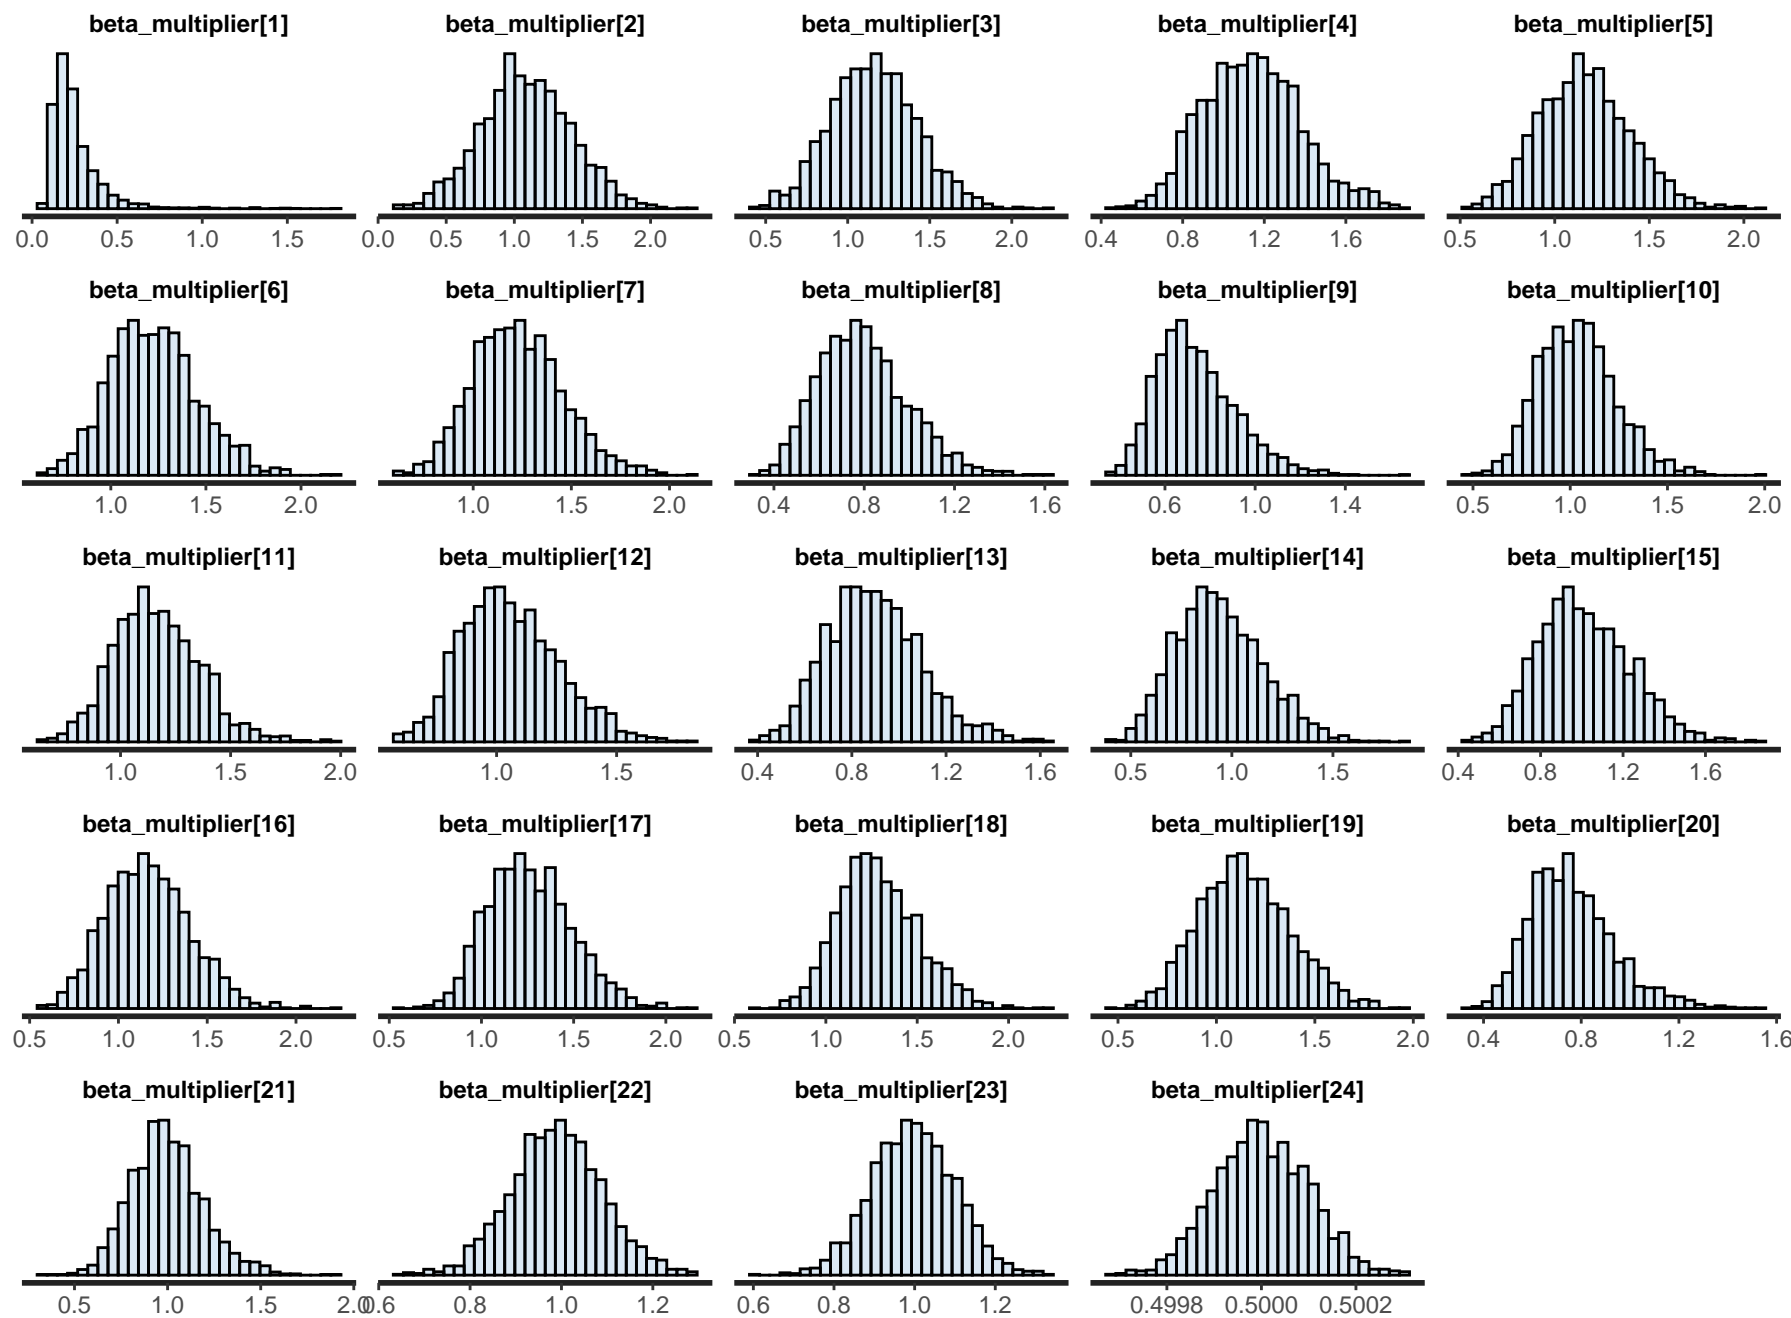 beta_multiplier[1] beta_multiplier[2] beta_multiplier[3] beta_multiplier[4] beta_multiplier[5]
0.0 0.5 1.0 1.5 0.0 0.5 1.0 1.5 2.0 0.5 1.0 1.5 2.0 0.4 0.8 1.2 1.6 0.5 1.0 1.5 2.0
beta_multiplier[6] beta_multiplier[7] beta_multiplier[8] beta_multiplier[9] beta_multiplier[10]
1.0 1.5 2.0 1.0 1.5 2.0 0.4 0.8 1.2 1.6 0.6 1.0 1.4 0.5 1.0 1.5 2.0
beta_multiplier[11] beta_multiplier[12] beta_multiplier[13] beta_multiplier[14] beta_multiplier[15]
1.0 1.5 2.0 1.0 1.5 0.4 0.8 1.2 1.6 0.5 1.0 1.5 0.4 0.8 1.2 1.6
beta_multiplier[16] beta_multiplier[17] beta_multiplier[18] beta_multiplier[19] beta_multiplier[20]
0.5 1.0 1.5 2.0 0.5 1.0 1.5 2.0 0.5 1.0 1.5 2.0 0.5 1.0 1.5 2.0 0.4 0.8 1.2 1.6
beta_multiplier[21] beta_multiplier[22] beta_multiplier[23] beta_multiplier[24]
0.5 1.0 1.5 2.0 0.6 0.8 1.0 1.2 0.6 0.8 1.0 1.2 0.4998 0.5000 0.5002